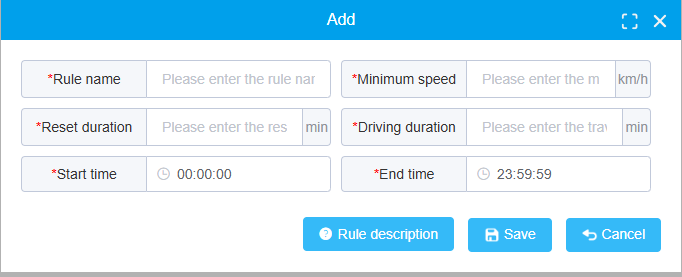 Add
*Rule name Please enter the rule nar *Minimum speed Please enter the m km/h
*Reset duration Please enter the res min *Driving duration Please enter the trav min
*Start time 00:00:00 *End time 23:59:59
Rule description Save Cancel